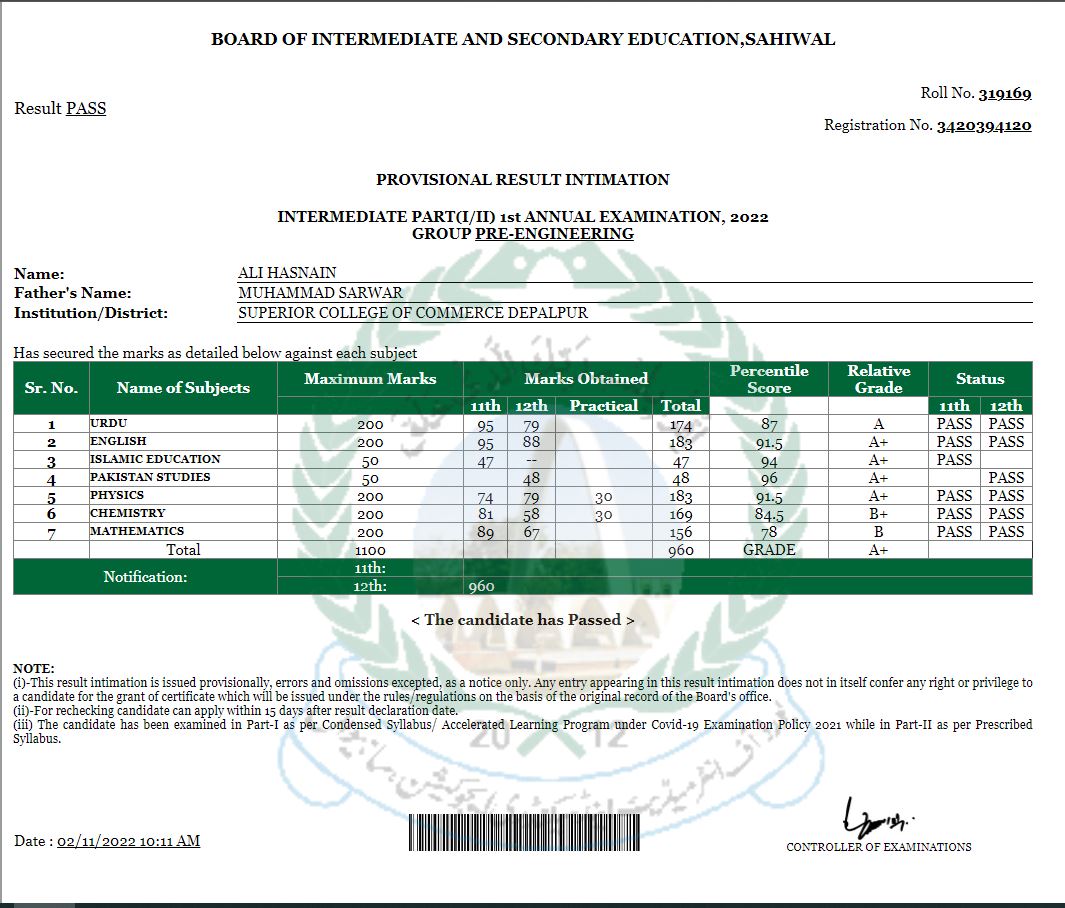 BOARD OF INTERMEDIATE AND SECONDARY EDUCATION,SAHIWAL
Roll No. 319169
Result PASS
Registration No. 3420394120
PROVISIONAL RESULT INTIMATION
INTERMEDIATE PART(I/II) 1st ANNUAL EXAMINATION, 2022
GROUP PRE-ENGINEERING
Name: ALI HASNAIN
Father's Name: MUHAMMAD SARWAR
Institution/District: SUPERIOR COLLEGE OF COMMERCE DEPALPUR
Has secured the marks as detailed below against each subject
Sr. No. Name of Subjects Maximum Marks Marks Obtained Percentile Score Relative Grade Status
11th 12th Practical Total 11th 12th
1 URDU 200 95 79 174 87 A PASS PASS
2 ENGLISH 200 95 88 183 91.5 A+ PASS PASS
3 ISLAMIC EDUCATION 50 47 -- 47 94 A+ PASS
4 PAKISTAN STUDIES 50 48 48 96 A+ PASS
5 PHYSICS 200 74 79 30 183 91.5 A+ PASS PASS
6 CHEMISTRY 200 81 58 30 169 84.5 B+ PASS PASS
7 MATHEMATICS 200 89 67 156 78 B PASS PASS
Total 1100 960 GRADE A+
Notification: 11th:
12th: 960
< The candidate has Passed >
NOTE:
(i)-This result intimation is issued provisionally, errors and omissions excepted, as a notice only. Any entry appearing in this result intimation does not in itself confer any right or privilege to
a candidate for the grant of certificate which will be issued under the rules/regulations on the basis of the original record of the Board's office.
(ii)-For rechecking candidate can apply within 15 days after result declaration date.
(iii) The candidate has been examined in Part-I as per Condensed Syllabus/ Accelerated Learning Program under Covid-19 Examination Policy 2021 while in Part-II as per Prescribed
Syllabus.
2012
Date : 02/11/2022 10:11 AM
CONTROLLER OF EXAMINATIONS